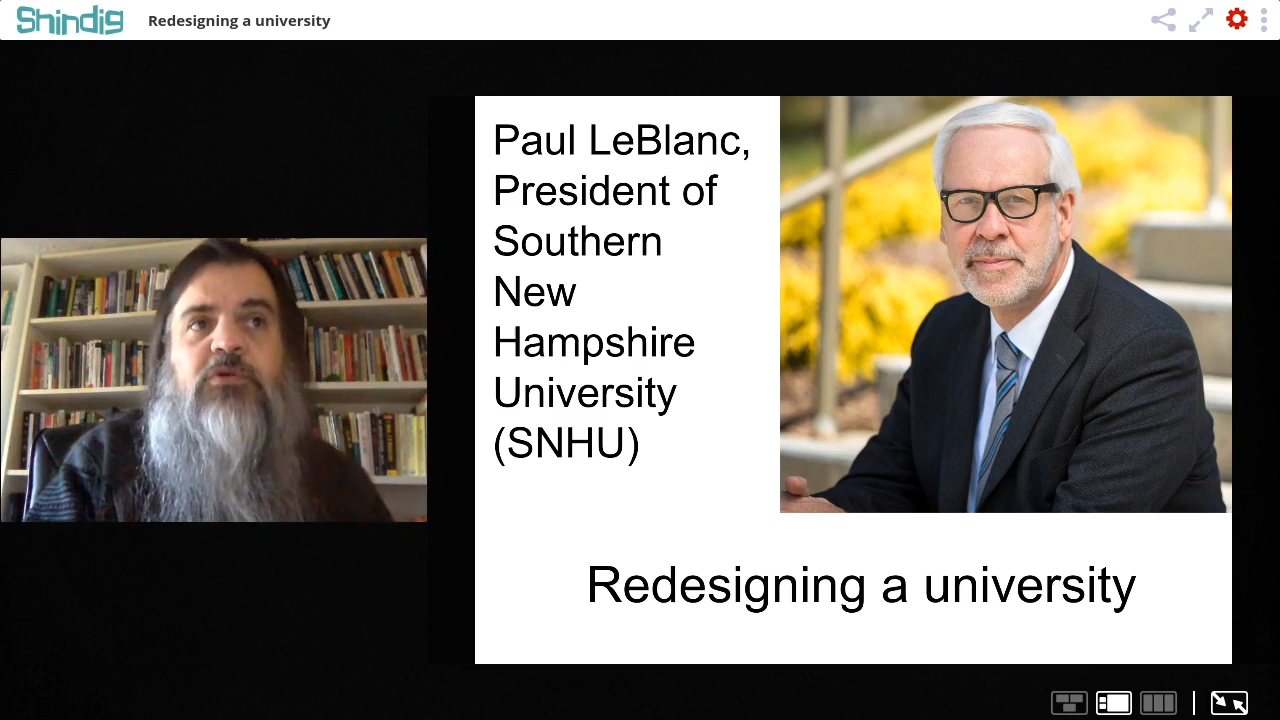 Shindig
Redesigning a university
Paul LeBlanc,
President of
Southern
New
Hampshire
University
(SNHU)
Redesigning a university